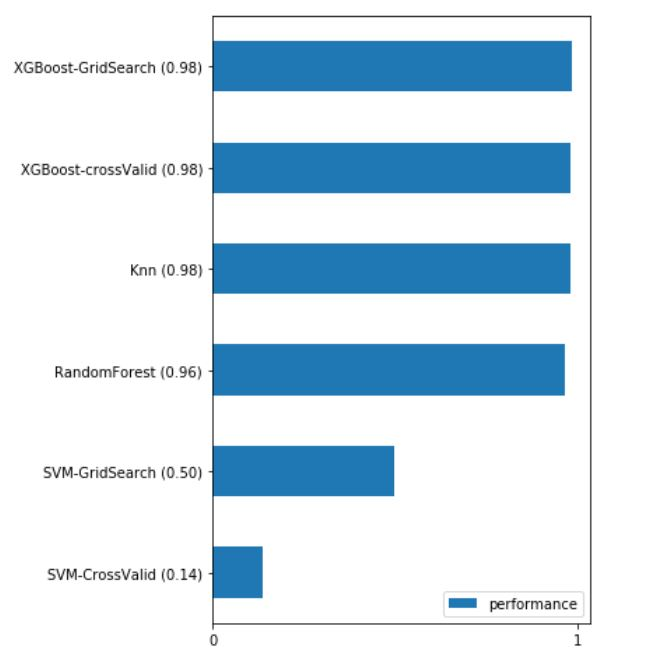 XGBoost-GridSearch (0.98)
XGBoost-crossValid (0.98)
Knn (0.98)
RandomForest (0.96)
SVM-GridSearch (0.50)
SVM-CrossValid (0.14)
performance
0
1